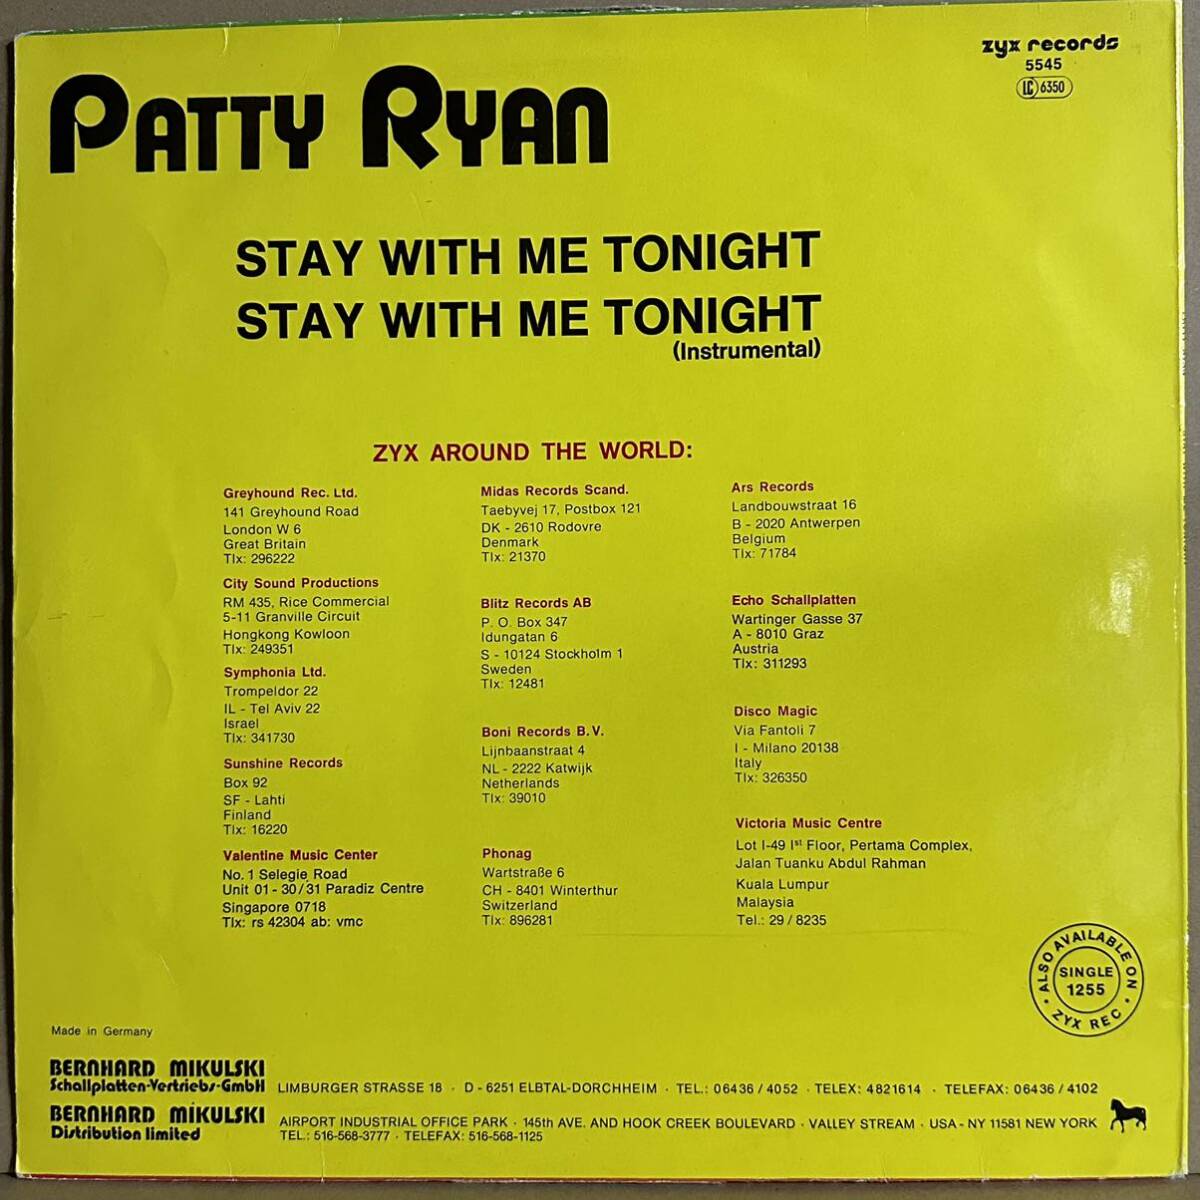 zyx records
5545
LC 6350
PATTY RYAN
STAY WITH ME TONIGHT
STAY WITH ME TONIGHT
(Instrumental)
ZYX AROUND THE WORLD:
Greyhound Rec. Ltd.
141 Greyhound Road
London W 6
Great Britain
Tlx: 296222
City Sound Productions
RM 435, Rice Commercial
5-11 Granville Circuit
Hongkong Kowloon
Tlx: 249351
Symphonia Ltd.
Trompeldor 22
IL - Tel Aviv 22
Israel
Tlx: 341730
Sunshine Records
Box 92
SF - Lahti
Finland
Tlx: 16220
Valentine Music Center
No. 1 Selegie Road
Unit 01 - 30/31 Paradiz Centre
Singapore 0718
Tlx: rs 42304 ab: vmc
Midas Records Scand.
Taebyvej 17, Postbox 121
DK - 2610 Rodovre
Denmark
Tlx: 21370
Blitz Records AB
P. O. Box 347
Idungatan 6
S - 10124 Stockholm 1
Sweden
Tlx: 12481
Boni Records B.V.
Lijnbaanstraat 4
NL - 2222 Katwijk
Netherlands
Tlx: 39010
Phonag
Wartstraße 6
CH - 8401 Winterthur
Switzerland
Tlx: 896281
Ars Records
Landbouwstraat 16
B - 2020 Antwerpen
Belgium
Tlx: 71784
Echo Schallplatten
Wartinger Gasse 37
A - 8010 Graz
Austria
Tlx: 311293
Disco Magic
Via Fantoli 7
I - Milano 20138
Italy
Tlx: 326350
Victoria Music Centre
Lot I-49 Ist Floor, Pertama Complex,
Jalan Tuanku Abdul Rahman
Kuala Lumpur
Malaysia
Tel.: 29 / 8235
· ALSO AVAILABLE ON ·
SINGLE
1255
ZYX REC
Made in Germany
BERNHARD MIKULSKI
Schallplatten-Vertriebs-GmbH LIMBURGER STRASSE 18 · D - 6251 ELBTAL-DORCHHEIM · TEL.: 06436 / 4052 · TELEX: 4821614 · TELEFAX: 06436 / 4102
BERNHARD MIKULSKI
Distribution limited
AIRPORT INDUSTRIAL OFFICE PARK · 145th AVE. AND HOOK CREEK BOULEVARD · VALLEY STREAM · USA - NY 11581 NEW YORK
TEL.: 516-568-3777 · TELEFAX: 516-568-1125